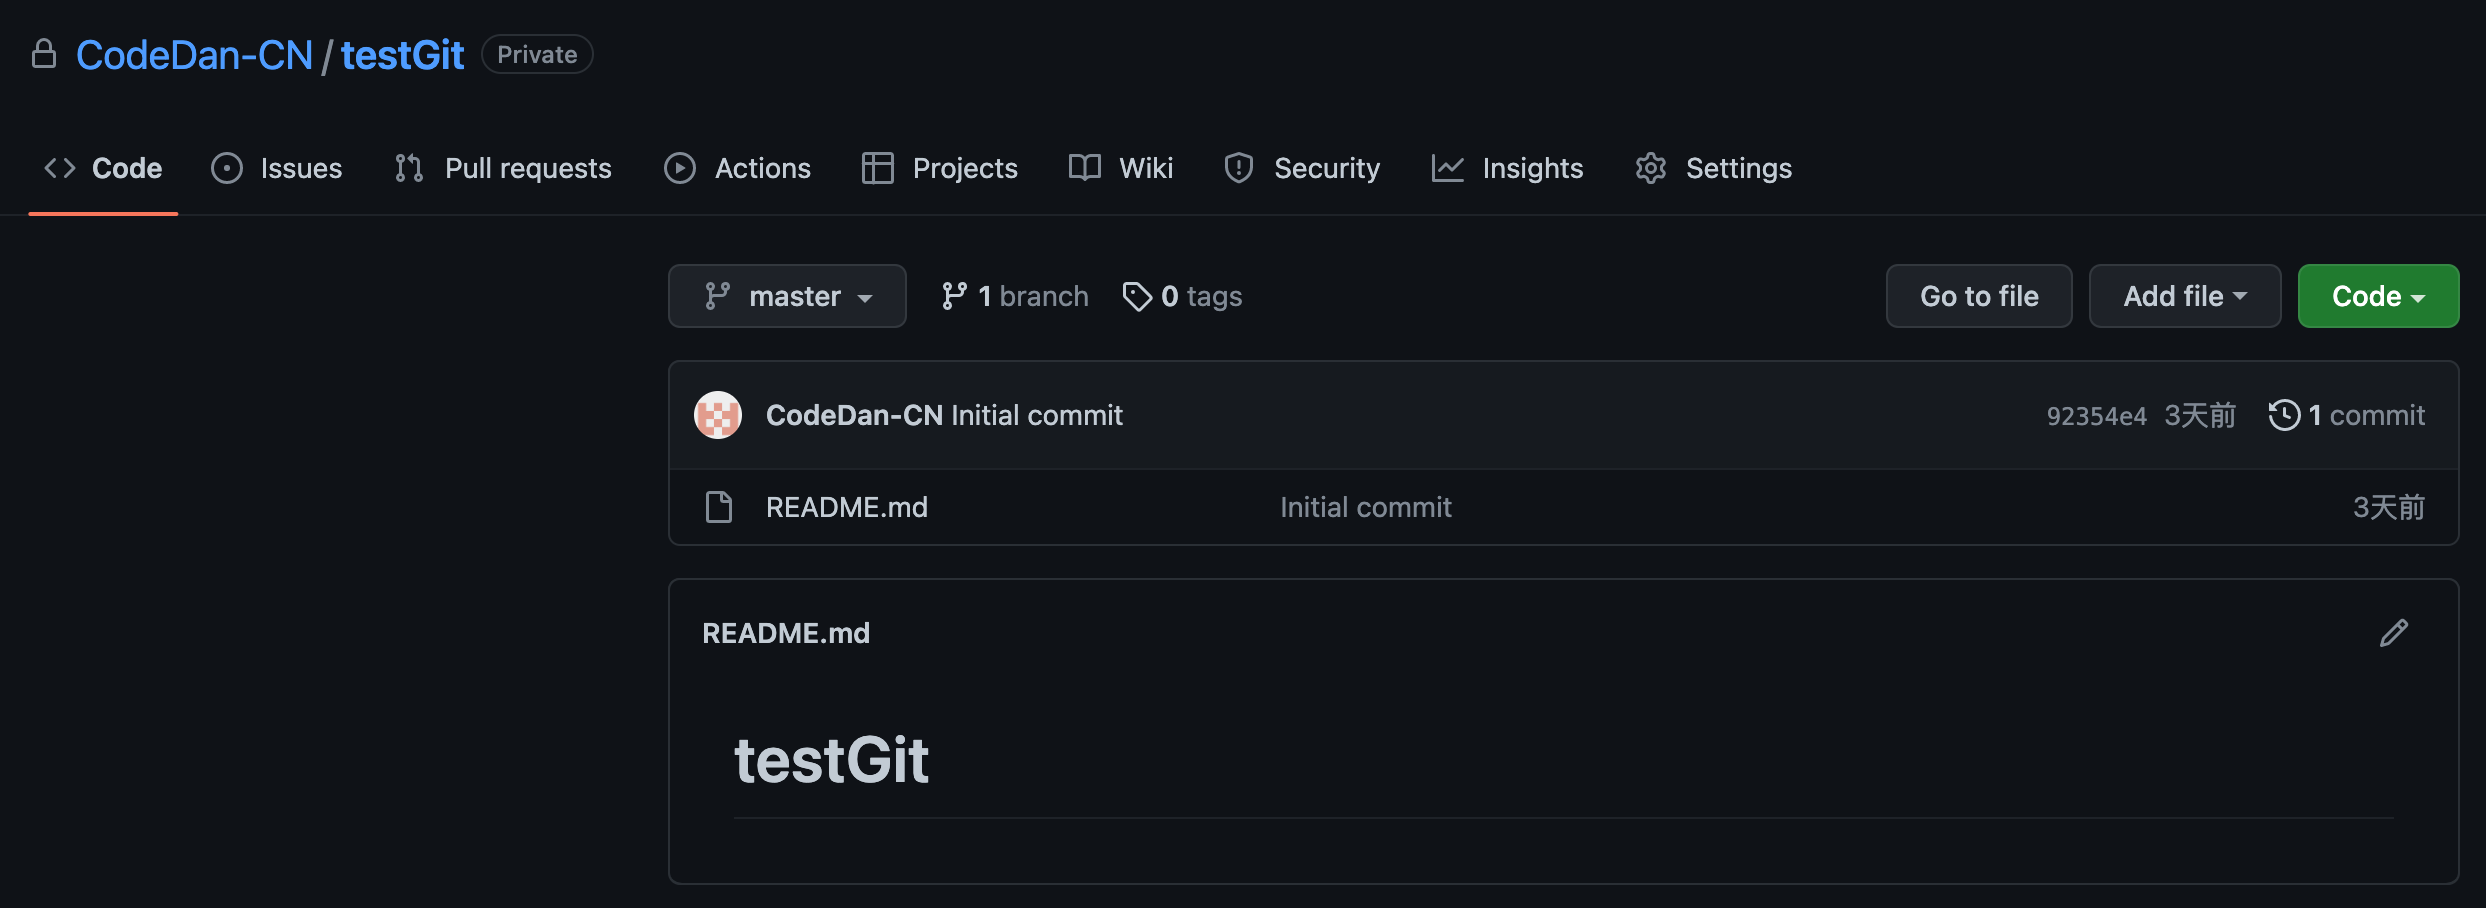 CodeDan-CN / testGit Private
Code Issues Pull requests Actions Projects Wiki Security Insights Settings
master 1 branch 0 tags Go to file Add file Code
CodeDan-CN Initial commit 92354e4 3天前 1 commit
README.md Initial commit 3天前
README.md
testGit